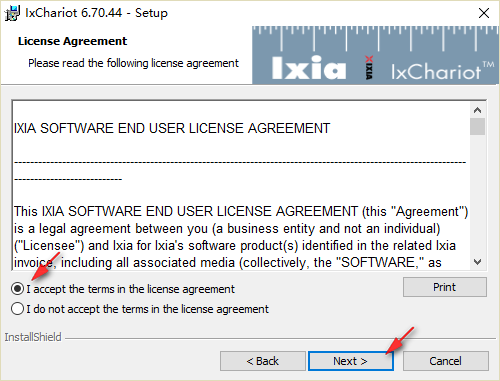 IxChariot 6.70.44 - Setup
License Agreement
Please read the following license agreement
Ixia IXIA IxChariot™
IXIA SOFTWARE END USER LICENSE AGREEMENT
--------------------------------------------------------------------------------------------------------------
---------------------------
This IXIA SOFTWARE END USER LICENSE AGREEMENT (this "Agreement")
is a legal agreement between you (a business entity and not an individual)
("Licensee") and Ixia for Ixia's software product(s) identified in the related Ixia
invoice, including all associated media (collectively, the "SOFTWARE," as
I accept the terms in the license agreement
Print
I do not accept the terms in the license agreement
InstallShield
< Back Next > Cancel